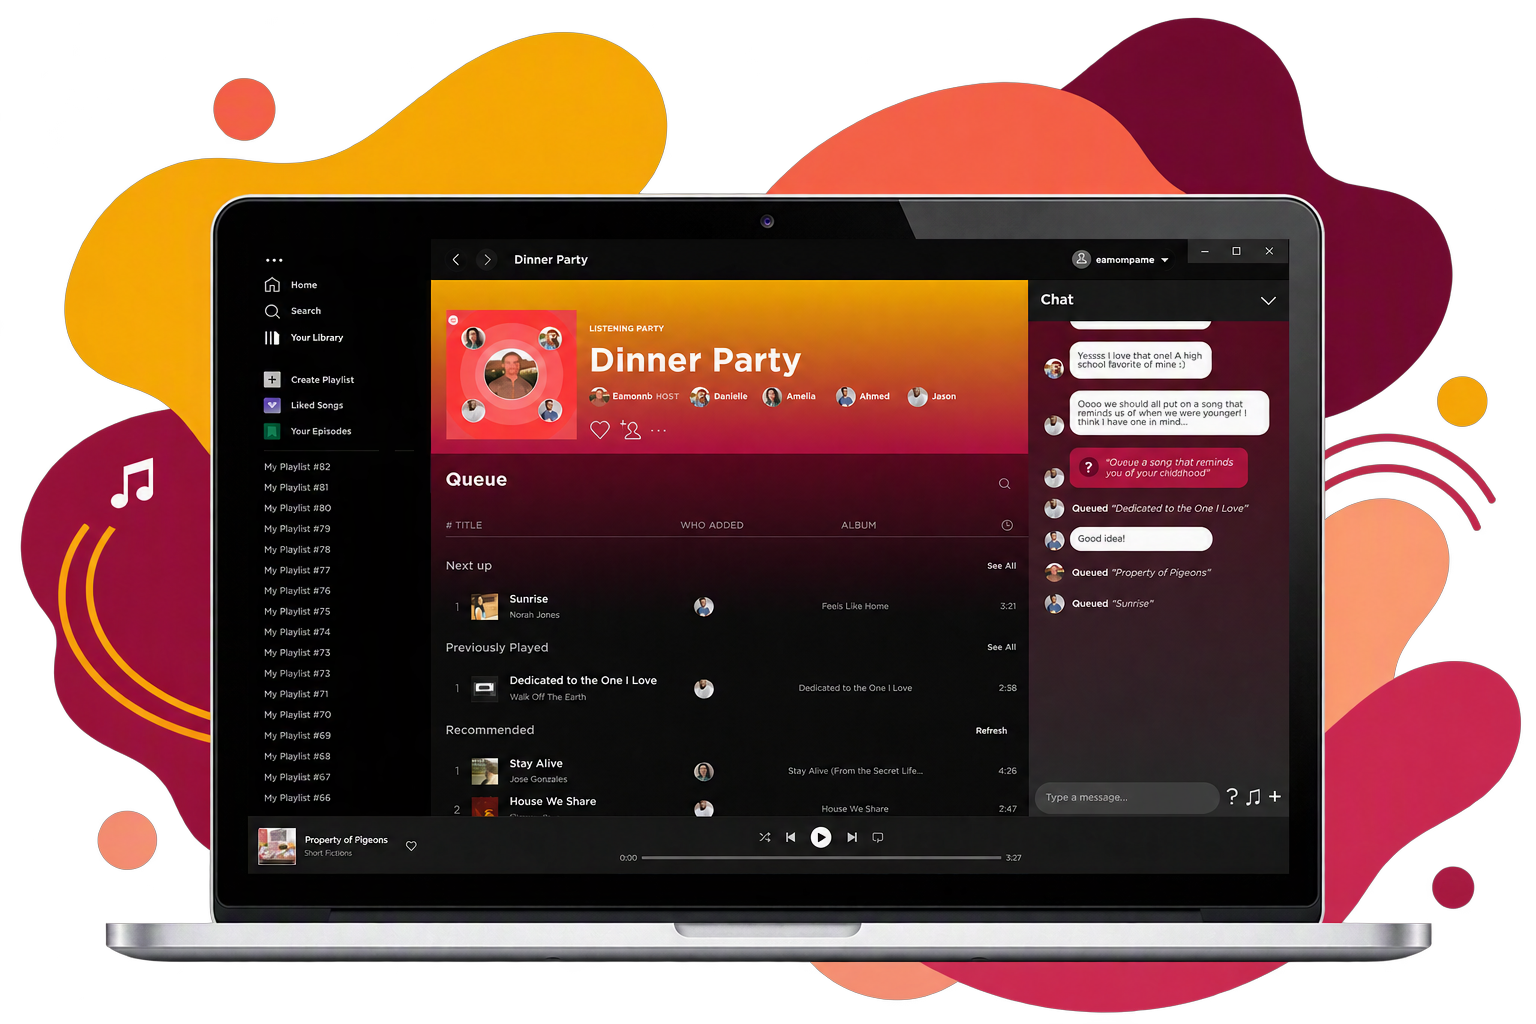 Home
Search
Your Library
Create Playlist
Liked Songs
Your Episodes
My Playlist #82
My Playlist #81
My Playlist #80
My Playlist #79
My Playlist #78
My Playlist #77
My Playlist #76
My Playlist #75
My Playlist #74
My Playlist #73
My Playlist #73
My Playlist #71
My Playlist #70
My Playlist #69
My Playlist #68
My Playlist #67
My Playlist #66
Dinner Party
eamompame
LISTENING PARTY
Dinner Party
Eamonnb HOST Danielle Amelia Ahmed Jason
Queue
# TITLE WHO ADDED ALBUM
Next up See All
1 Sunrise Feels Like Home 3:21
Norah Jones
Previously Played See All
1 Dedicated to the One I Love Dedicated to the One I Love 2:58
Walk Off The Earth
Recommended Refresh
1 Stay Alive Stay Alive (From the Secret Life... 4:26
Jose Gonzales
2 House We Share House We Share 2:47
Chat
Yessss I love that one! A high
school favorite of mine :)
Oooo we should all put on a song that
reminds us of when we were younger! I
think I have one in mind...
? "Queue a song that reminds
you of your childhood"
Queued "Dedicated to the One I Love"
Good idea!
Queued "Property of Pigeons"
Queued "Sunrise"
Type a message... ? +
Property of Pigeons
Short Fictions
0:00 3:27